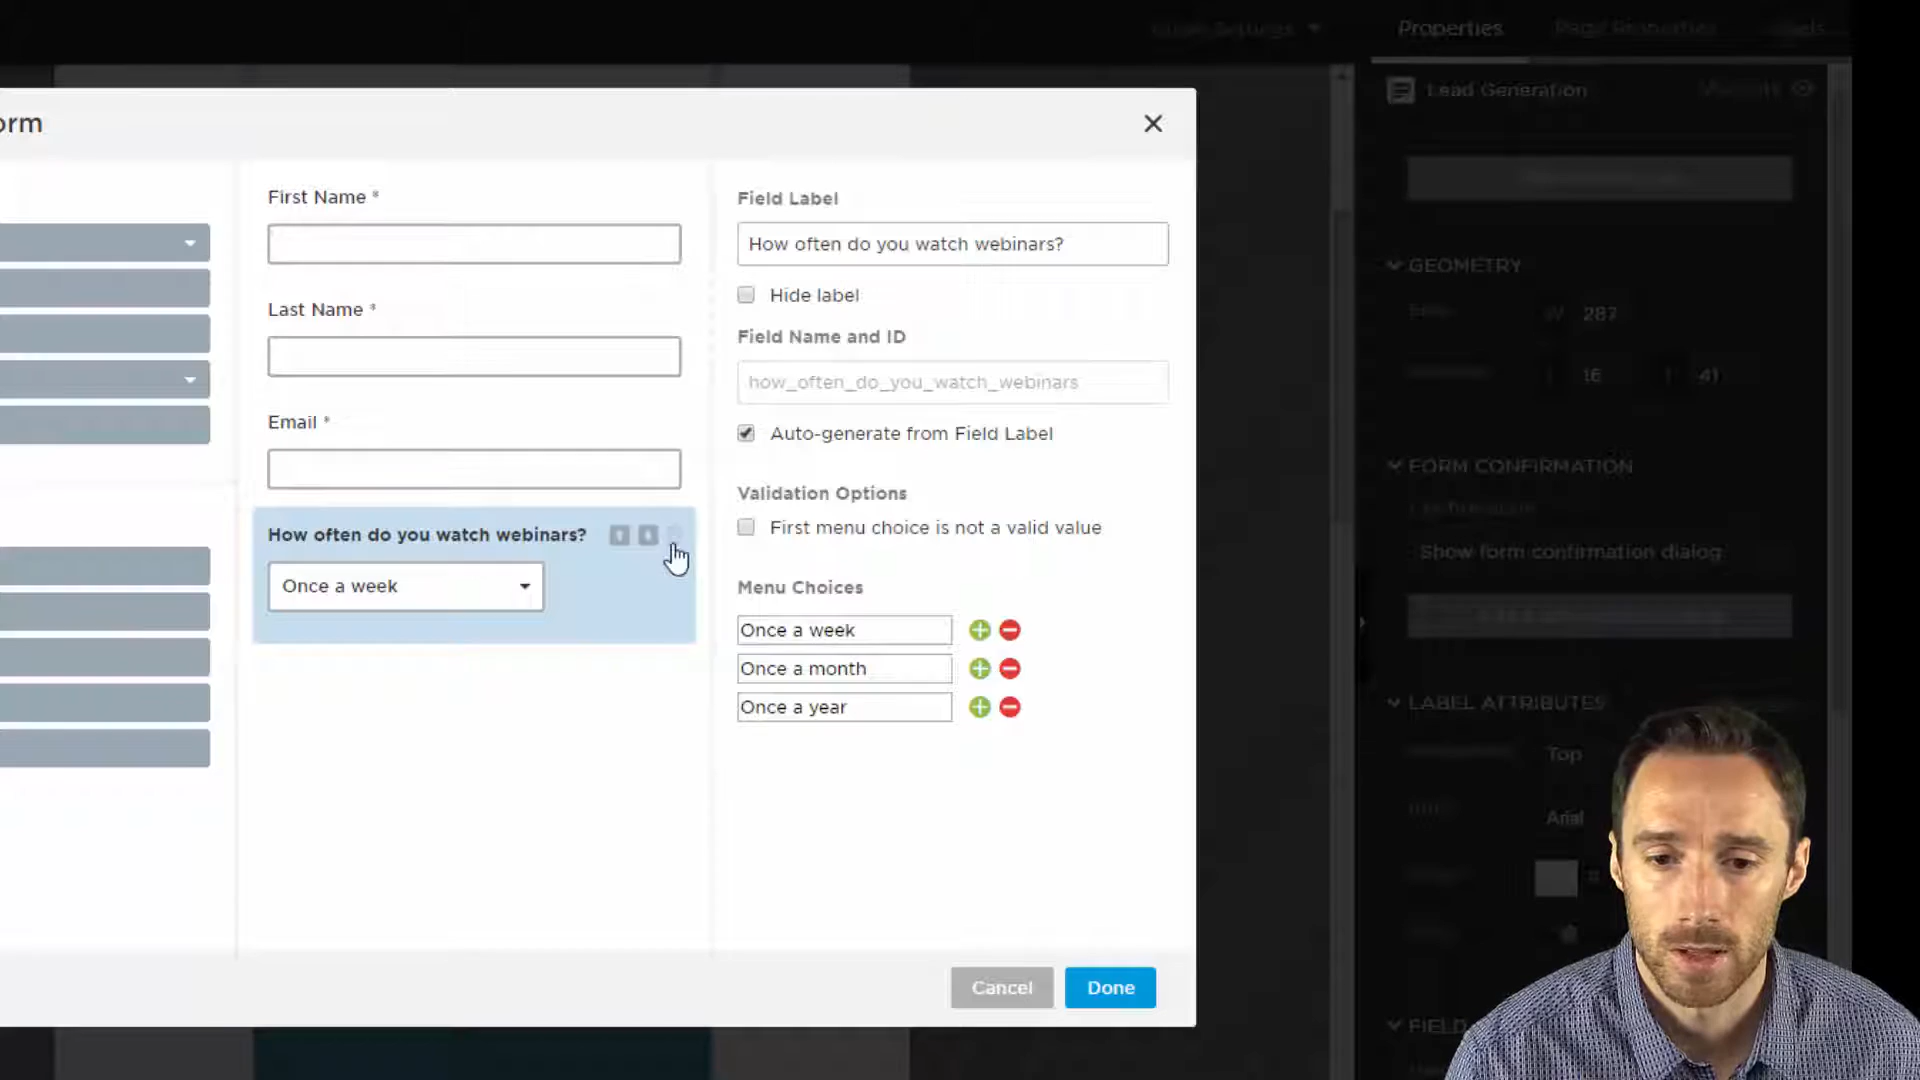 Properties
Page Properties
Lead Generation
orm
First Name *
Last Name *
Email *
How often do you watch webinars?
Once a week
Field Label
How often do you watch webinars?
Hide label
Field Name and ID
how_often_do_you_watch_webinars
Auto-generate from Field Label
Validation Options
First menu choice is not a valid value
Menu Choices
Once a week
Once a month
Once a year
Cancel
Done
GEOMETRY
W 287
16
41
FORM CONFIRMATION
Confirmation
Show form confirmation dialog
LABEL ATTRIBUTES
Top
Arial
FIELD